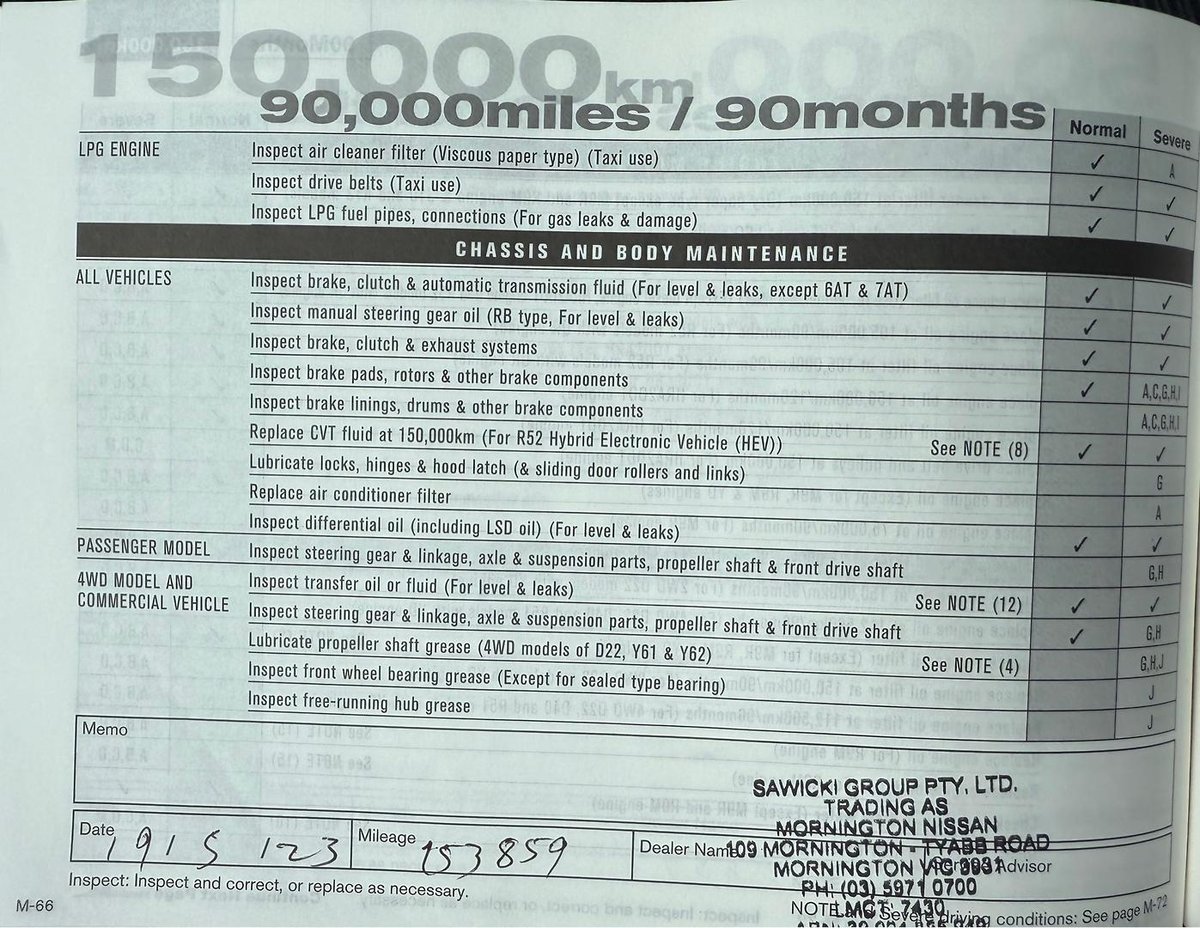 150,000km
90,000miles / 90months
Normal Severe
LPG ENGINE Inspect air cleaner filter (Viscous paper type) (Taxi use) ✓ A
Inspect drive belts (Taxi use) ✓ ✓
Inspect LPG fuel pipes, connections (For gas leaks & damage) ✓ ✓
CHASSIS AND BODY MAINTENANCE
ALL VEHICLES Inspect brake, clutch & automatic transmission fluid (For level & leaks, except 6AT & 7AT) ✓ ✓
Inspect manual steering gear oil (RB type, For level & leaks) ✓ ✓
Inspect brake, clutch & exhaust systems ✓ ✓
Inspect brake pads, rotors & other brake components ✓ A,C,G,H,I
Inspect brake linings, drums & other brake components A,C,G,H,I
Replace CVT fluid at 150,000km (For R52 Hybrid Electronic Vehicle (HEV)) See NOTE (8) ✓ ✓
Lubricate locks, hinges & hood latch (& sliding door rollers and links) G
Replace air conditioner filter A
Inspect differential oil (including LSD oil) (For level & leaks) ✓ ✓
PASSENGER MODEL Inspect steering gear & linkage, axle & suspension parts, propeller shaft & front drive shaft G,H
4WD MODEL AND Inspect transfer oil or fluid (For level & leaks) See NOTE (12) ✓ ✓
COMMERCIAL VEHICLE Inspect steering gear & linkage, axle & suspension parts, propeller shaft & front drive shaft ✓ G,H
Lubricate propeller shaft grease (4WD models of D22, Y61 & Y62) See NOTE (4) G,H,J
Inspect front wheel bearing grease (Except for sealed type bearing) J
Inspect free-running hub grease J
Memo
SAWICKI GROUP PTY. LTD.
TRADING AS
MORNINGTON NISSAN
109 MORNINGTON - TYABB ROAD
MORNINGTON VIC 3931
PH: (03) 5971 0700
LMCT 7430
Date 19 / 5 / 23 Mileage 153859 Dealer Name Advisor
Inspect: Inspect and correct, or replace as necessary.
NOTE: Severe driving conditions: See page M-72
M-66